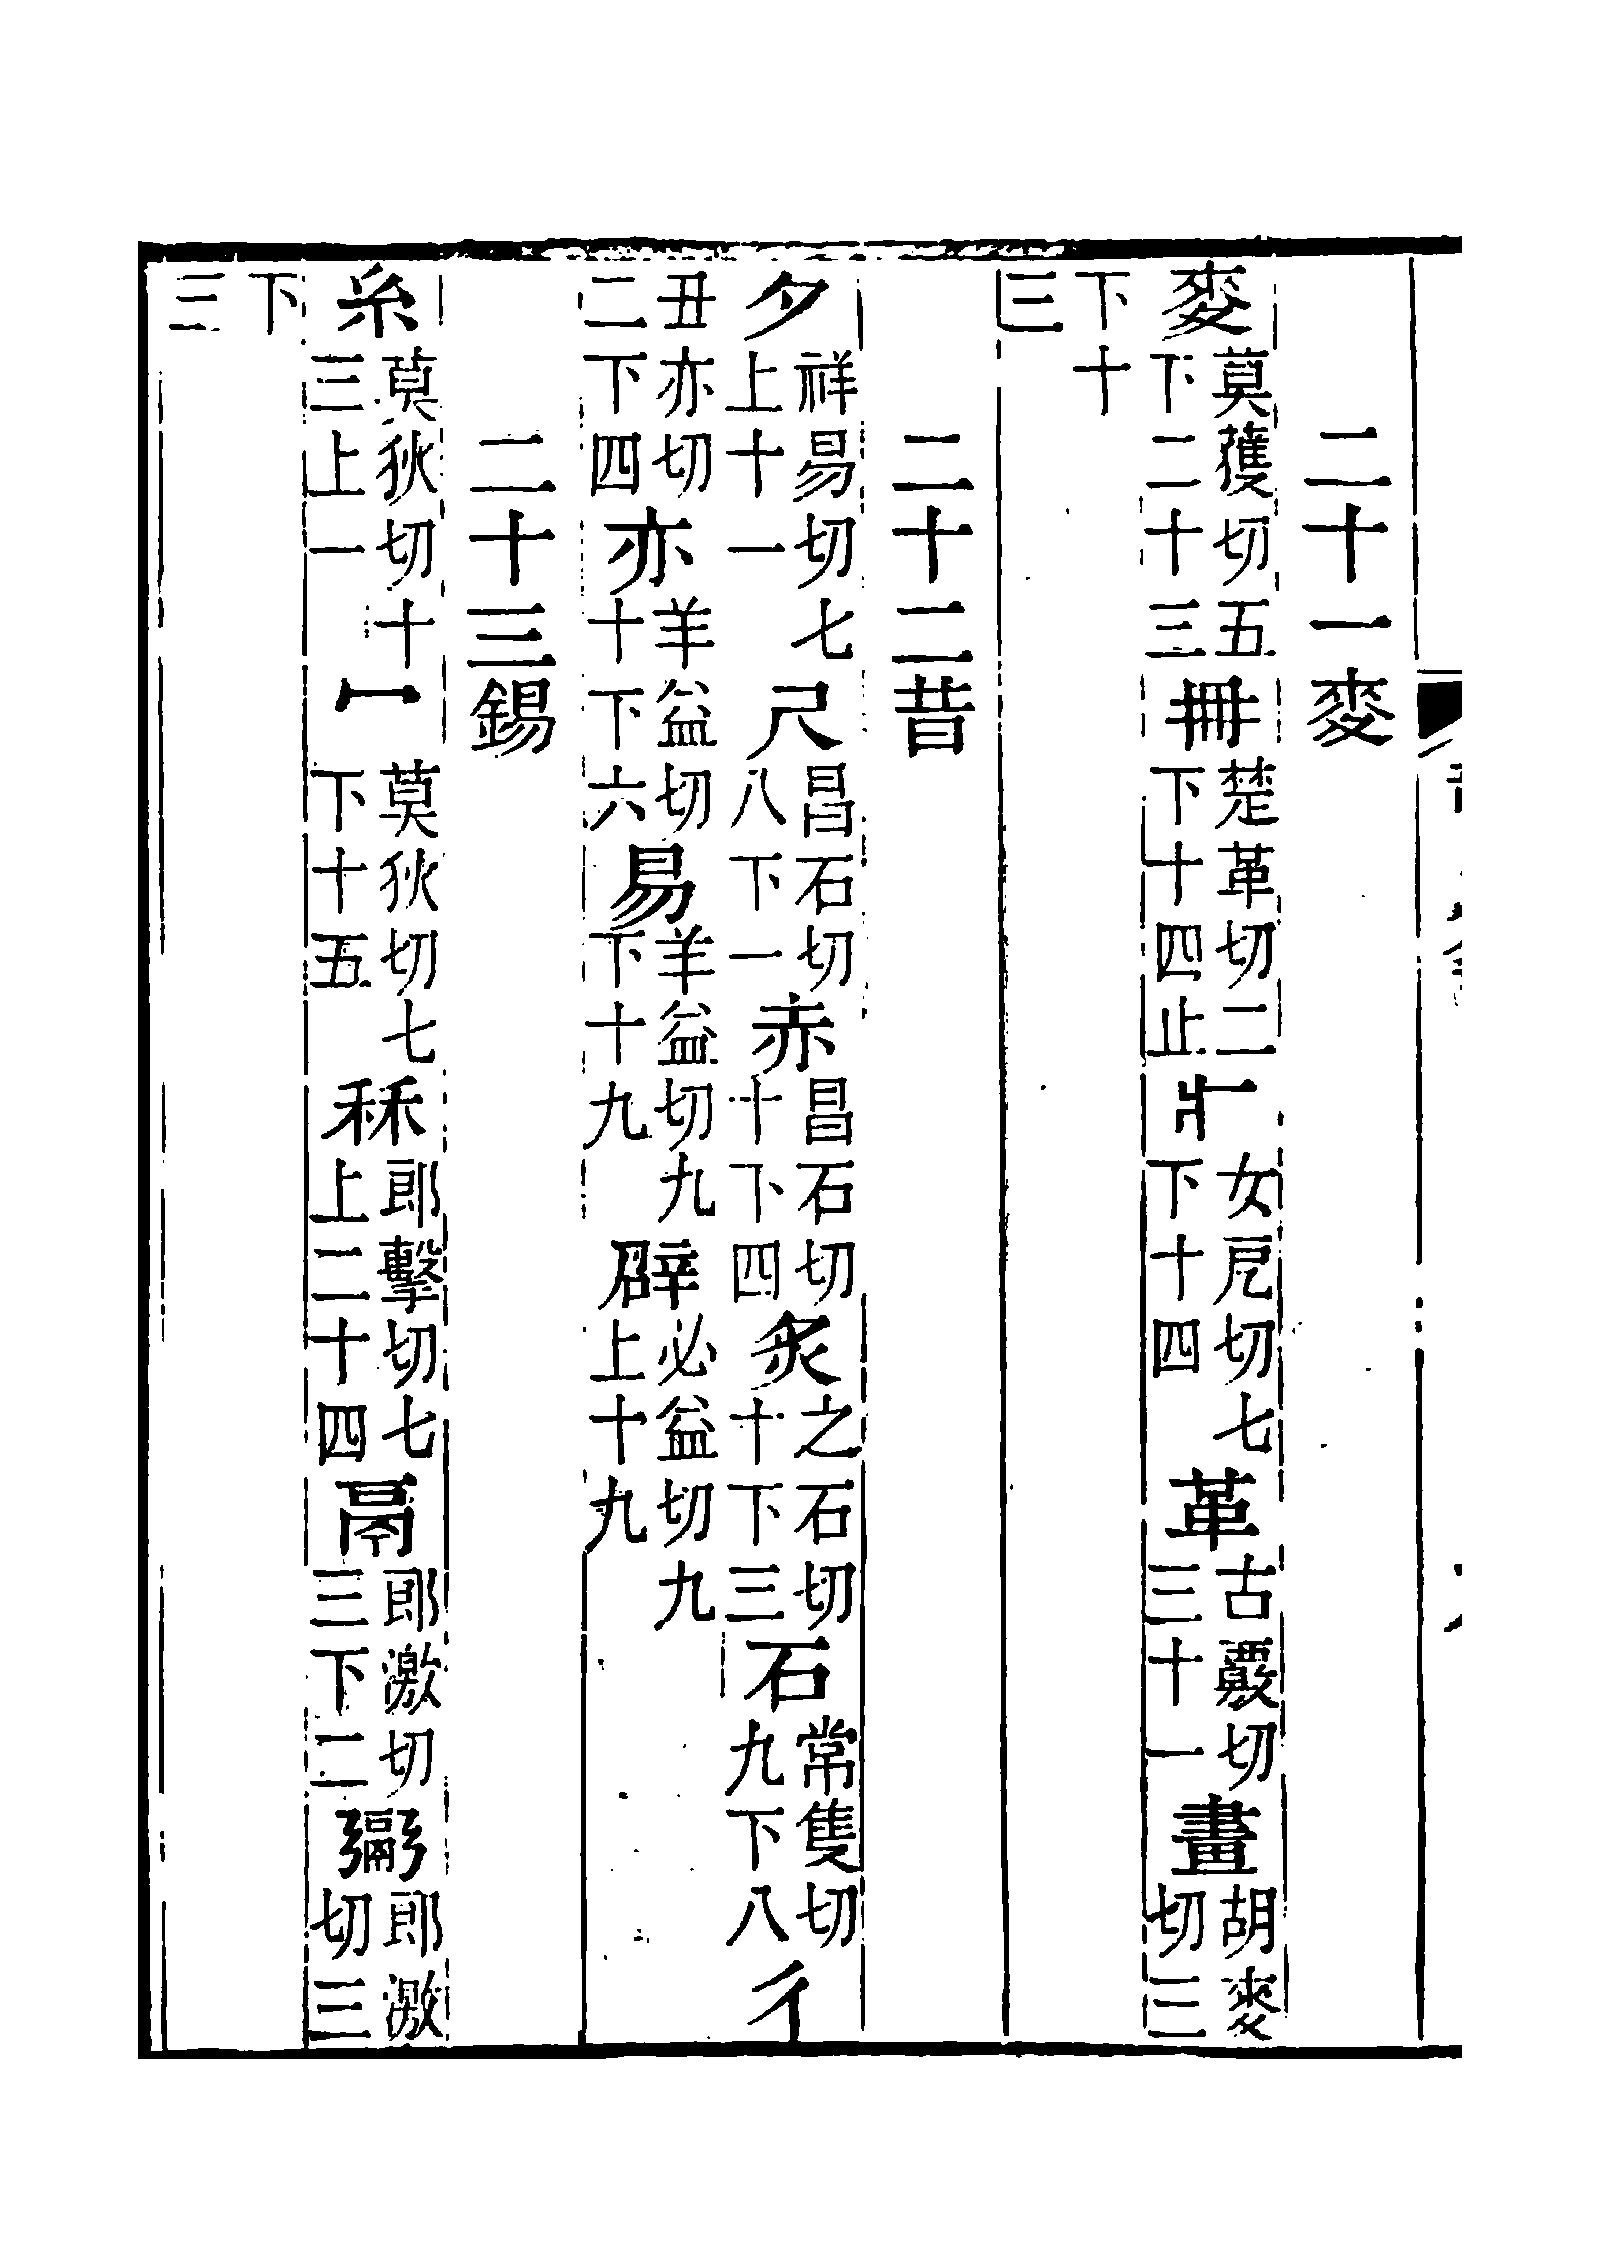 二十一麥
麥莫獲切五下二十三冊楚革切二下十四止疒女戹切七下十四革古覈切三十一畫胡麥切三
下十三
二十二昔
夕祥易切七上十一尺昌石切八下一赤昌石切十下四炙之石切十下三石常隻切九下八彳
丑亦切二下四亦羊益切十下六易羊益切九下十九辟必益切九上十九
二十三錫
糸莫狄切十三上一冖莫狄切七下十五秝郎擊切七上二十四鬲郎激切三下二䰜郎激切三
下三